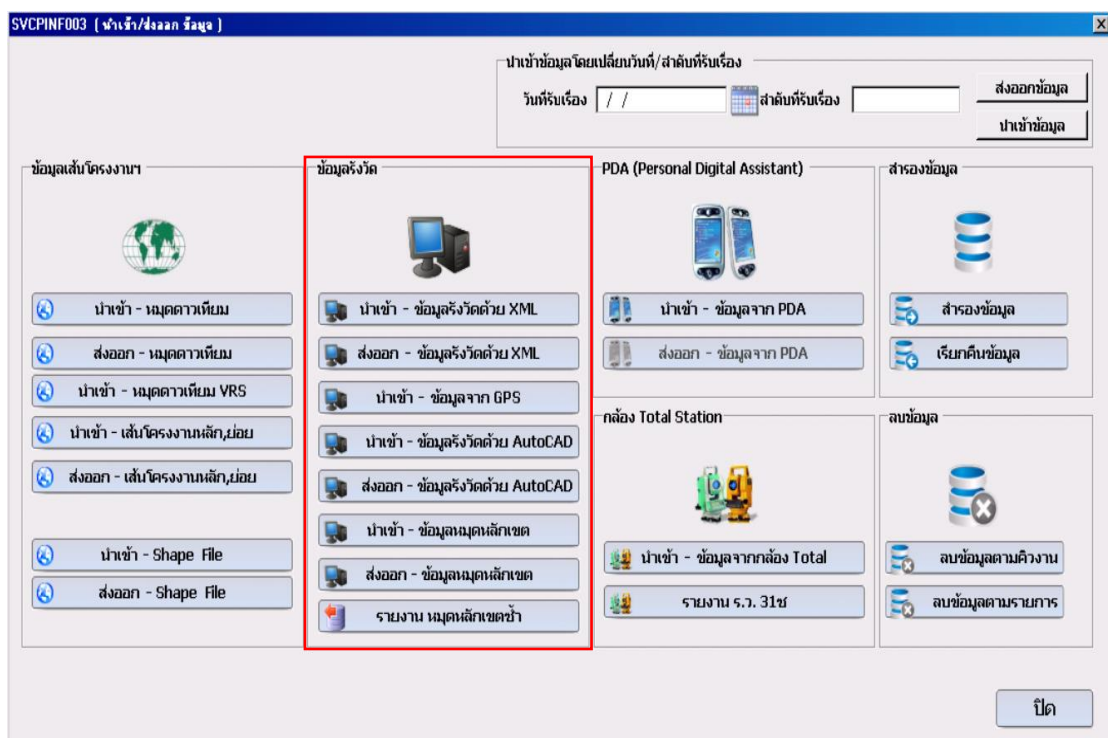 SVCPINF003 ( นำเข้า/ส่งออก ข้อมูล )
นำเข้าข้อมูลโดยเปลี่ยนวันที่/ลำดับที่รับเรื่อง
วันที่รับเรื่อง / / ลำดับที่รับเรื่อง
ส่งออกข้อมูล
นำเข้าข้อมูล
ข้อมูลเส้นโครงงานฯ
นำเข้า - หมุดดาวเทียม
ส่งออก - หมุดดาวเทียม
นำเข้า - หมุดดาวเทียม VRS
นำเข้า - เส้นโครงงานหลัก,ย่อย
ส่งออก - เส้นโครงงานหลัก,ย่อย
นำเข้า - Shape File
ส่งออก - Shape File
ข้อมูลรังวัด
นำเข้า - ข้อมูลรังวัดด้วย XML
ส่งออก - ข้อมูลรังวัดด้วย XML
นำเข้า - ข้อมูลจาก GPS
นำเข้า - ข้อมูลรังวัดด้วย AutoCAD
ส่งออก - ข้อมูลรังวัดด้วย AutoCAD
นำเข้า - ข้อมูลหมุดหลักเขต
ส่งออก - ข้อมูลหมุดหลักเขต
รายงาน หมุดหลักเขตซ้ำ
PDA (Personal Digital Assistant)
นำเข้า - ข้อมูลจาก PDA
ส่งออก - ข้อมูลจาก PDA
กล้อง Total Station
นำเข้า - ข้อมูลจากกล้อง Total
รายงาน ร.ว. 31ช
สำรองข้อมูล
สำรองข้อมูล
เรียกคืนข้อมูล
ลบข้อมูล
ลบข้อมูลตามคิวงาน
ลบข้อมูลตามรายการ
ปิด